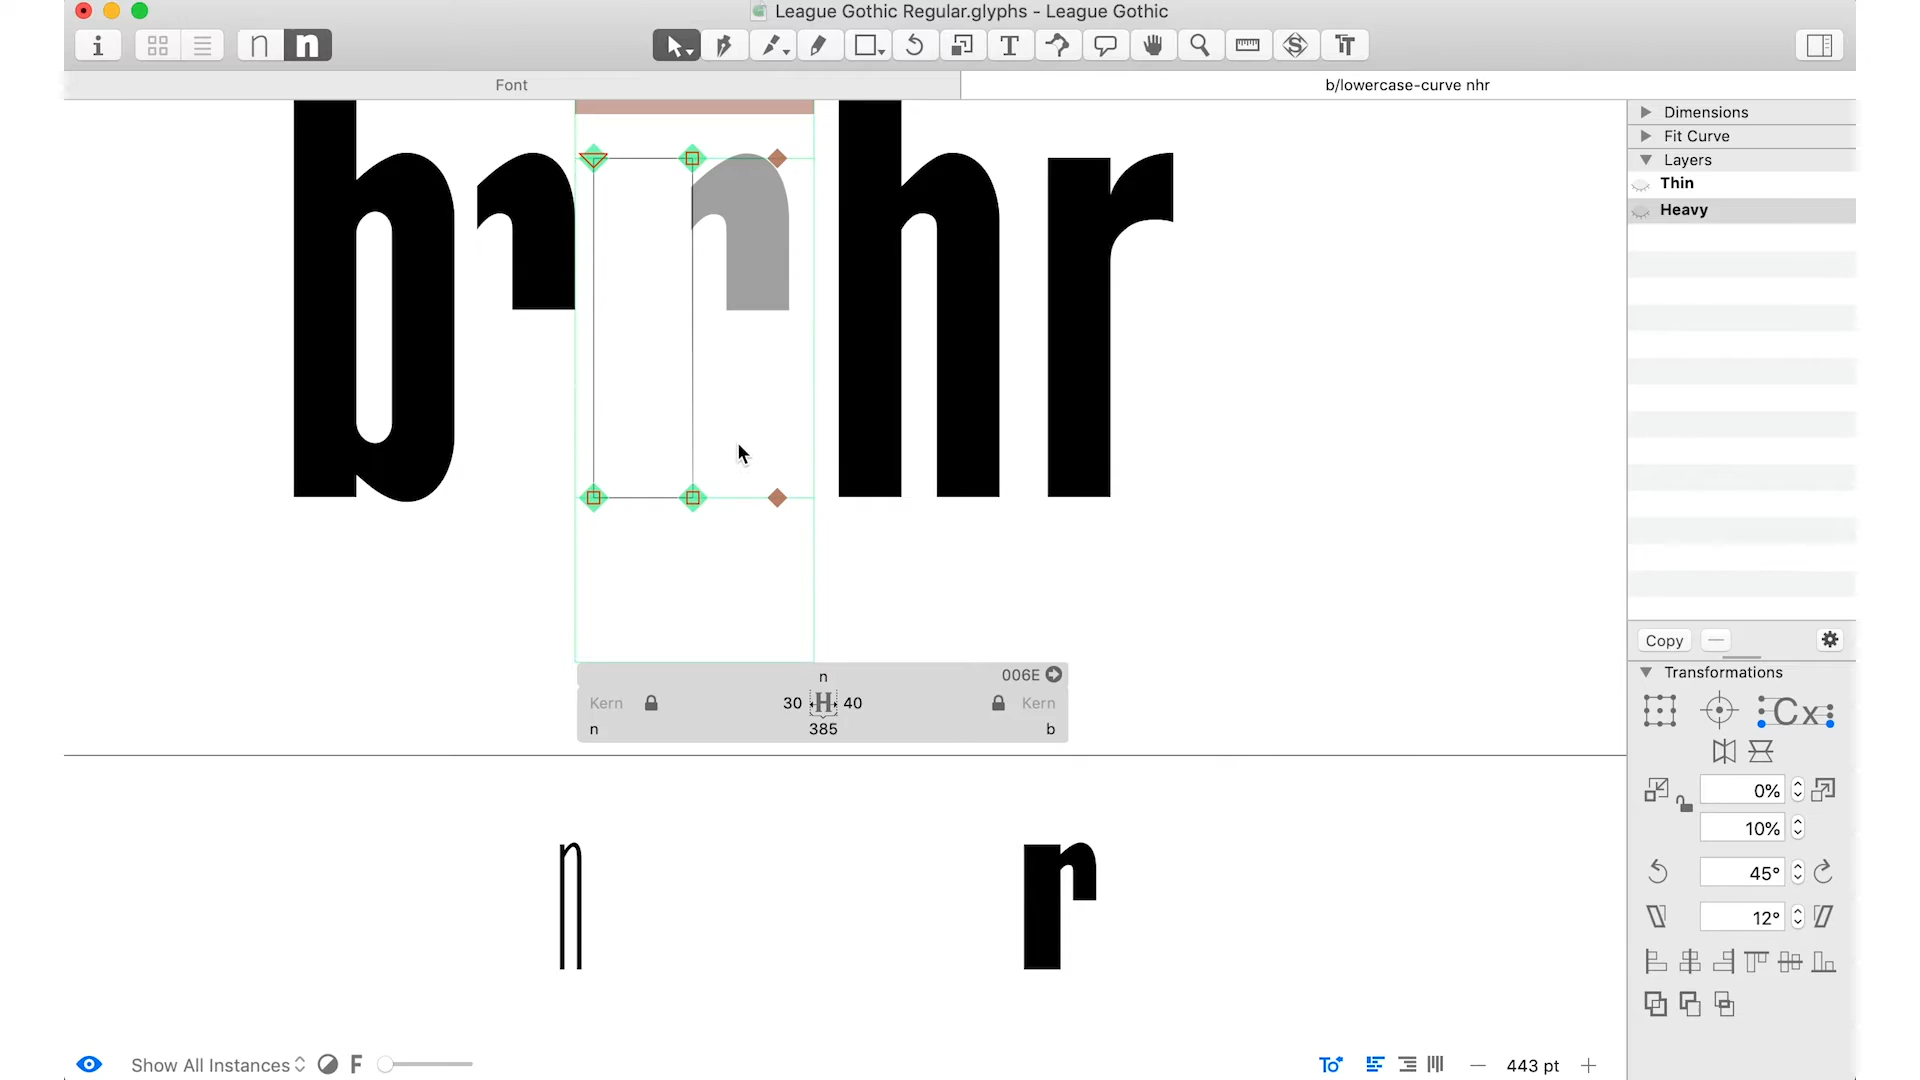 League Gothic Regular.glyphs - League Gothic
n n T
Font
b/lowercase-curve nhr
b n n h r
Dimensions
Fit Curve
Layers
Thin
Heavy
n
006E
Kern
30 H 40
Kern
n
385
b
Copy
Transformations
Cx
0%
10%
45°
12°
n r
Show All Instances
F
443 pt